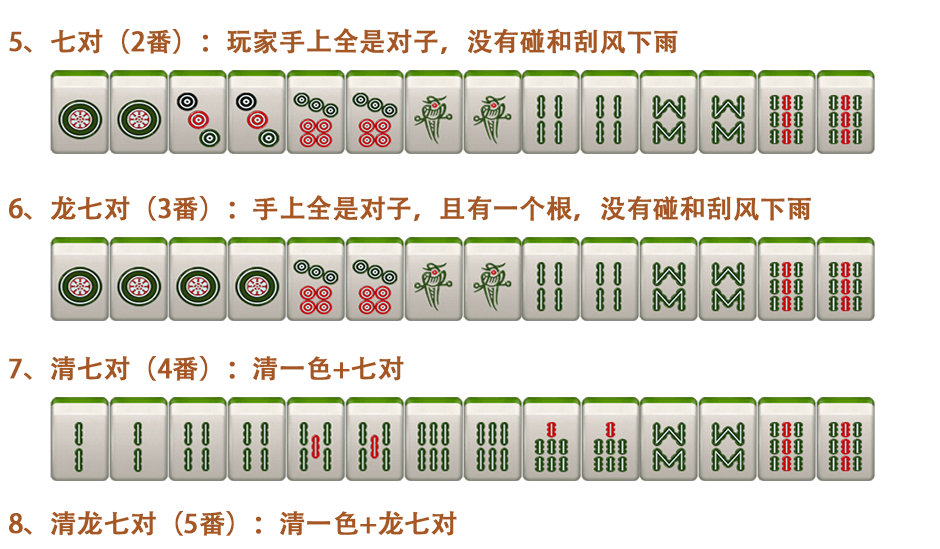 5、七对（2番）：玩家手上全是对子，没有碰和刮风下雨
6、龙七对（3番）：手上全是对子，且有一个根，没有碰和刮风下雨
7、清七对（4番）：清一色+七对
8、清龙七对（5番）：清一色+龙七对